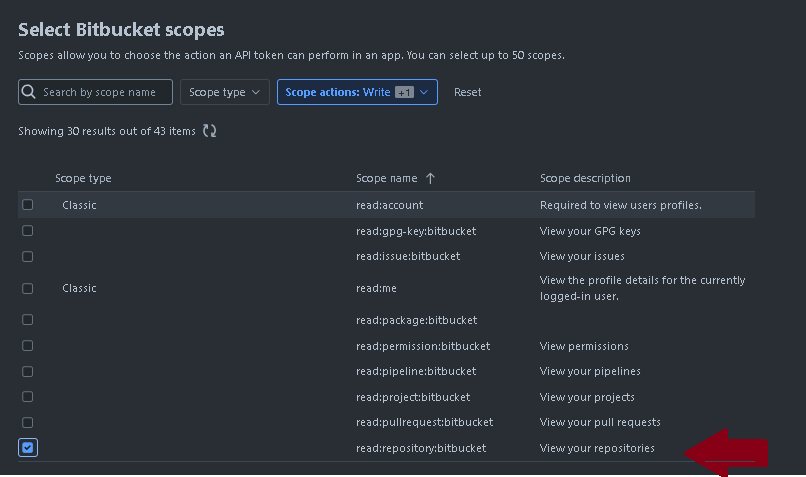 Select Bitbucket scopes
Scopes allow you to choose the action an API token can perform in an app. You can select up to 50 scopes.
Search by scope name Scope type Scope actions: Write +1 Reset
Showing 30 results out of 43 items
Scope type Scope name Scope description
Classic read:account Required to view users profiles.
read:gpg-key:bitbucket View your GPG keys
read:issue:bitbucket View your issues
Classic read:me View the profile details for the currently
logged-in user.
read:package:bitbucket
read:permission:bitbucket View permissions
read:pipeline:bitbucket View your pipelines
read:project:bitbucket View your projects
read:pullrequest:bitbucket View your pull requests
read:repository:bitbucket View your repositories